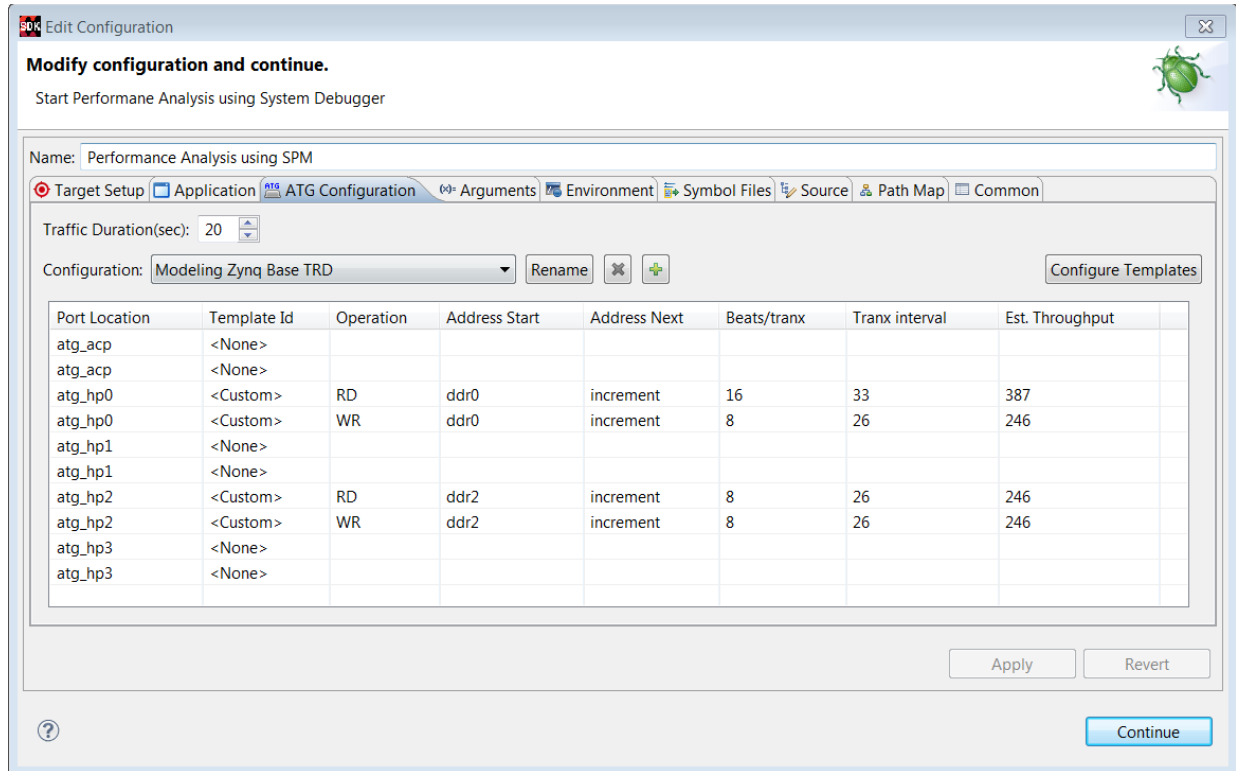 SDK Edit Configuration
Modify configuration and continue.
Start Performane Analysis using System Debugger
Name: Performance Analysis using SPM
Target Setup Application ATG ATG Configuration (x)= Arguments Environment Symbol Files Source Path Map Common
Traffic Duration(sec): 20
Configuration: Modeling Zynq Base TRD Rename Configure Templates
Port Location Template Id Operation Address Start Address Next Beats/tranx Tranx interval Est. Throughput
atg_acp <None>
atg_acp <None>
atg_hp0 <Custom> RD ddr0 increment 16 33 387
atg_hp0 <Custom> WR ddr0 increment 8 26 246
atg_hp1 <None>
atg_hp1 <None>
atg_hp2 <Custom> RD ddr2 increment 8 26 246
atg_hp2 <Custom> WR ddr2 increment 8 26 246
atg_hp3 <None>
atg_hp3 <None>
Apply Revert
? Continue